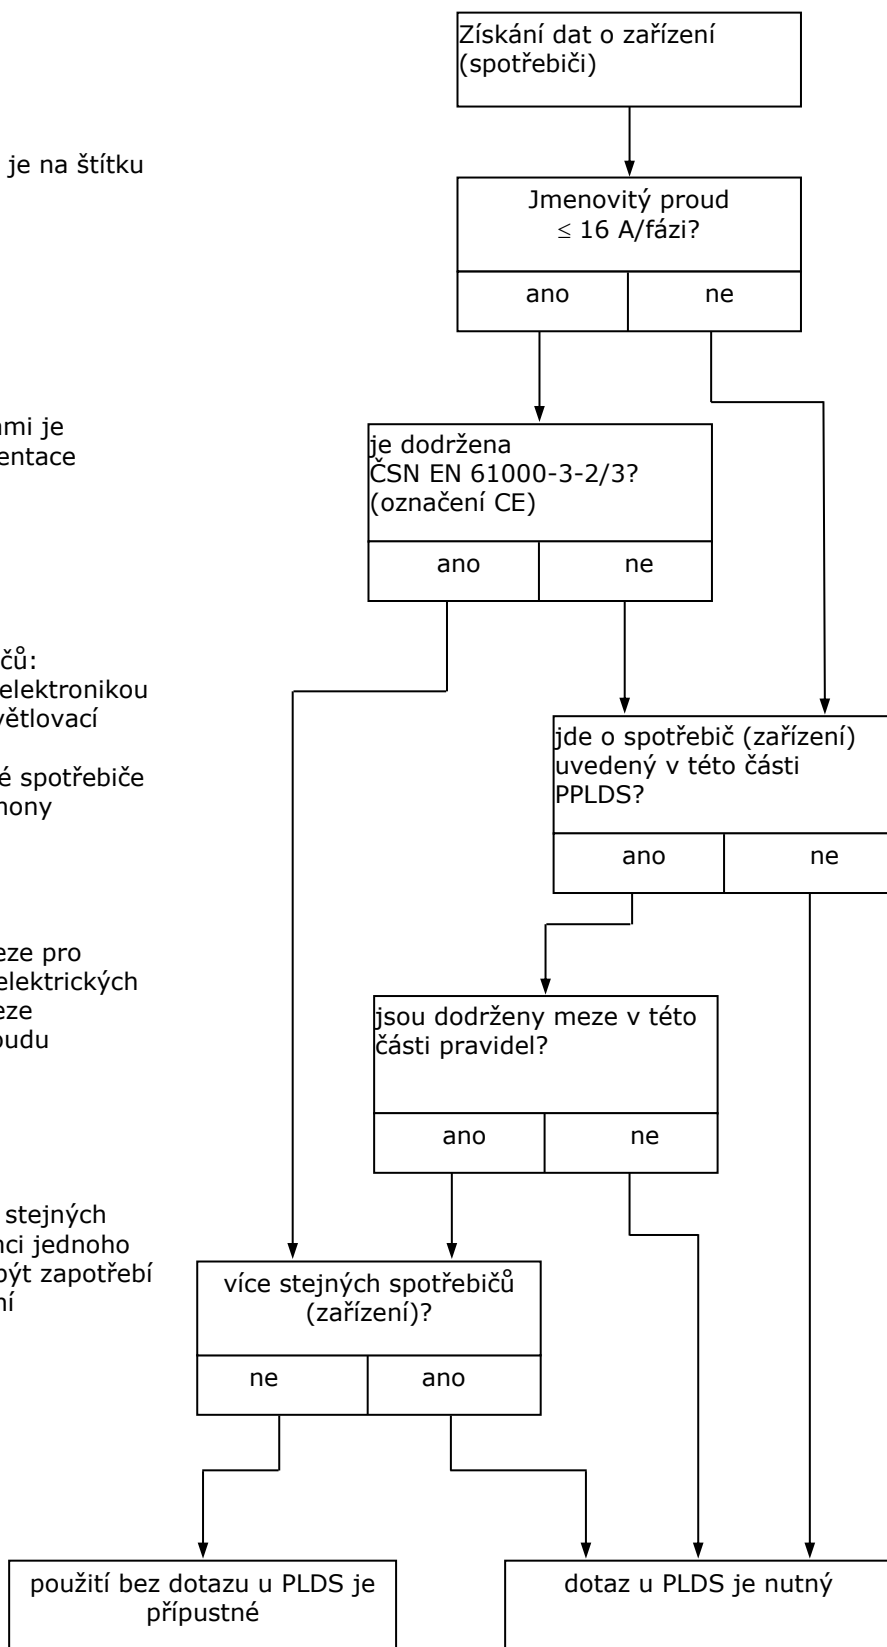 Získání dat o zařízení
(spotřebiči)
je na štítku
Jmenovitý proud
≤ 16 A/fázi?
ano
ne
ami je
entace
je dodržena
ČSN EN 61000-3-2/3?
(označení CE)
ano
ne
čů:
elektronikou
větlovací
é spotřebiče
nony
jde o spotřebič (zařízení)
uvedený v této části
PPLDS?
ano
ne
eze pro
elektrických
eze
oudu
jsou dodrženy meze v této
části pravidel?
ano
ne
stejných
nci jednoho
být zapotřebí
ní
více stejných spotřebičů
(zařízení)?
ne
ano
použití bez dotazu u PLDS je
přípustné
dotaz u PLDS je nutný